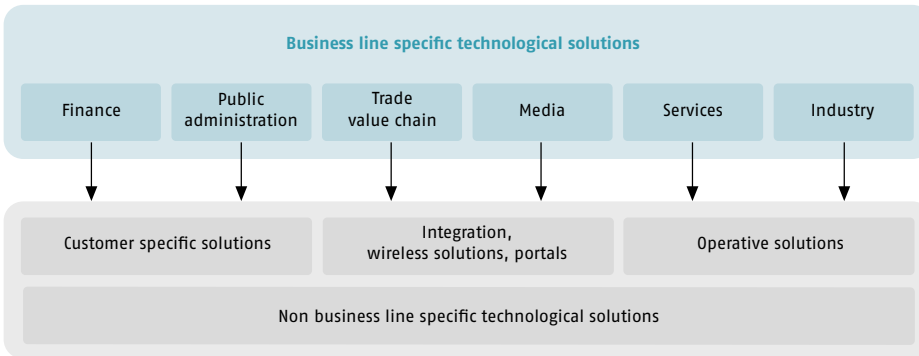 Business line specific technological solutions
Finance
Public
administration
Trade
value chain
Media
Services
Industry
Customer specific solutions
Integration,
wireless solutions, portals
Operative solutions
Non business line specific technological solutions